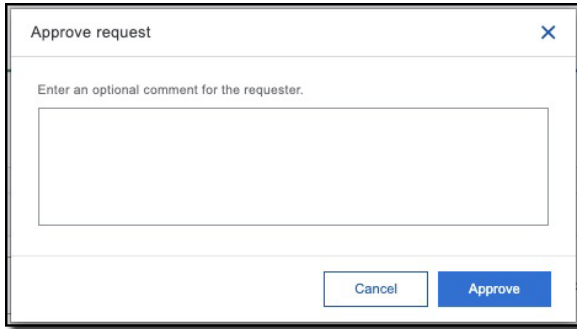 Approve request
Enter an optional comment for the requester.
Cancel
Approve